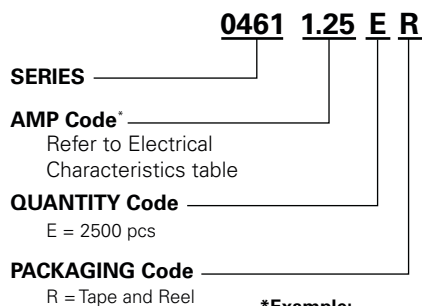 0461 1.25 E R
SERIES
AMP Code*
Refer to Electrical
Characteristics table
QUANTITY Code
E = 2500 pcs
PACKAGING Code
R = Tape and Reel
*Example: